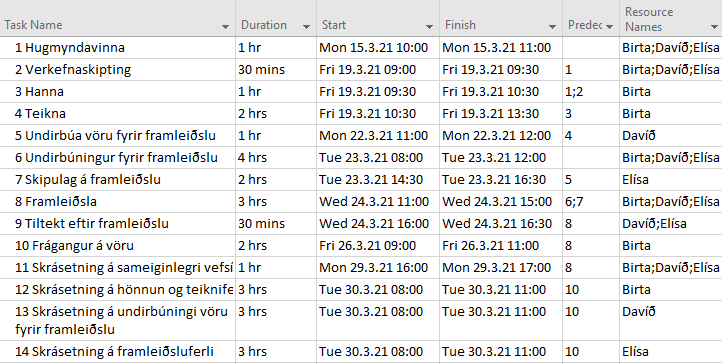 Task Name Duration Start Finish Predec Resource Names
1 Hugmyndavinna 1 hr Mon 15.3.21 10:00 Mon 15.3.21 11:00 Birta;Davíð;Elísa
2 Verkefnaskipting 30 mins Fri 19.3.21 09:00 Fri 19.3.21 09:30 1 Birta;Davíð;Elísa
3 Hanna 1 hr Fri 19.3.21 09:30 Fri 19.3.21 10:30 1;2 Birta
4 Teikna 2 hrs Fri 19.3.21 10:30 Fri 19.3.21 13:30 3 Birta
5 Undirbúa vöru fyrir framleiðslu 1 hr Mon 22.3.21 11:00 Mon 22.3.21 12:00 4 Davíð
6 Undirbúningur fyrir framleiðslu 4 hrs Tue 23.3.21 08:00 Tue 23.3.21 12:00 Birta;Davíð;Elísa
7 Skipulag á framleiðslu 2 hrs Tue 23.3.21 14:30 Tue 23.3.21 16:30 5 Elísa
8 Framleiðsla 3 hrs Wed 24.3.21 11:00 Wed 24.3.21 15:00 6;7 Birta;Davíð;Elísa
9 Tiltekt eftir framleiðslu 30 mins Wed 24.3.21 16:00 Wed 24.3.21 16:30 8 Davíð;Elísa
10 Frágangur á vöru 2 hrs Fri 26.3.21 09:00 Fri 26.3.21 11:00 8 Birta
11 Skrásetning á sameiginlegri vefsí 1 hr Mon 29.3.21 16:00 Mon 29.3.21 17:00 8 Birta;Davíð;Elísa
12 Skrásetning á hönnun og teiknife 3 hrs Tue 30.3.21 08:00 Tue 30.3.21 11:00 10 Birta
13 Skrásetning á undirbúningi vöru 3 hrs Tue 30.3.21 08:00 Tue 30.3.21 11:00 10 Davíð
fyrir framleiðslu
14 Skrásetning á framleiðsluferli 3 hrs Tue 30.3.21 08:00 Tue 30.3.21 11:00 10 Elísa